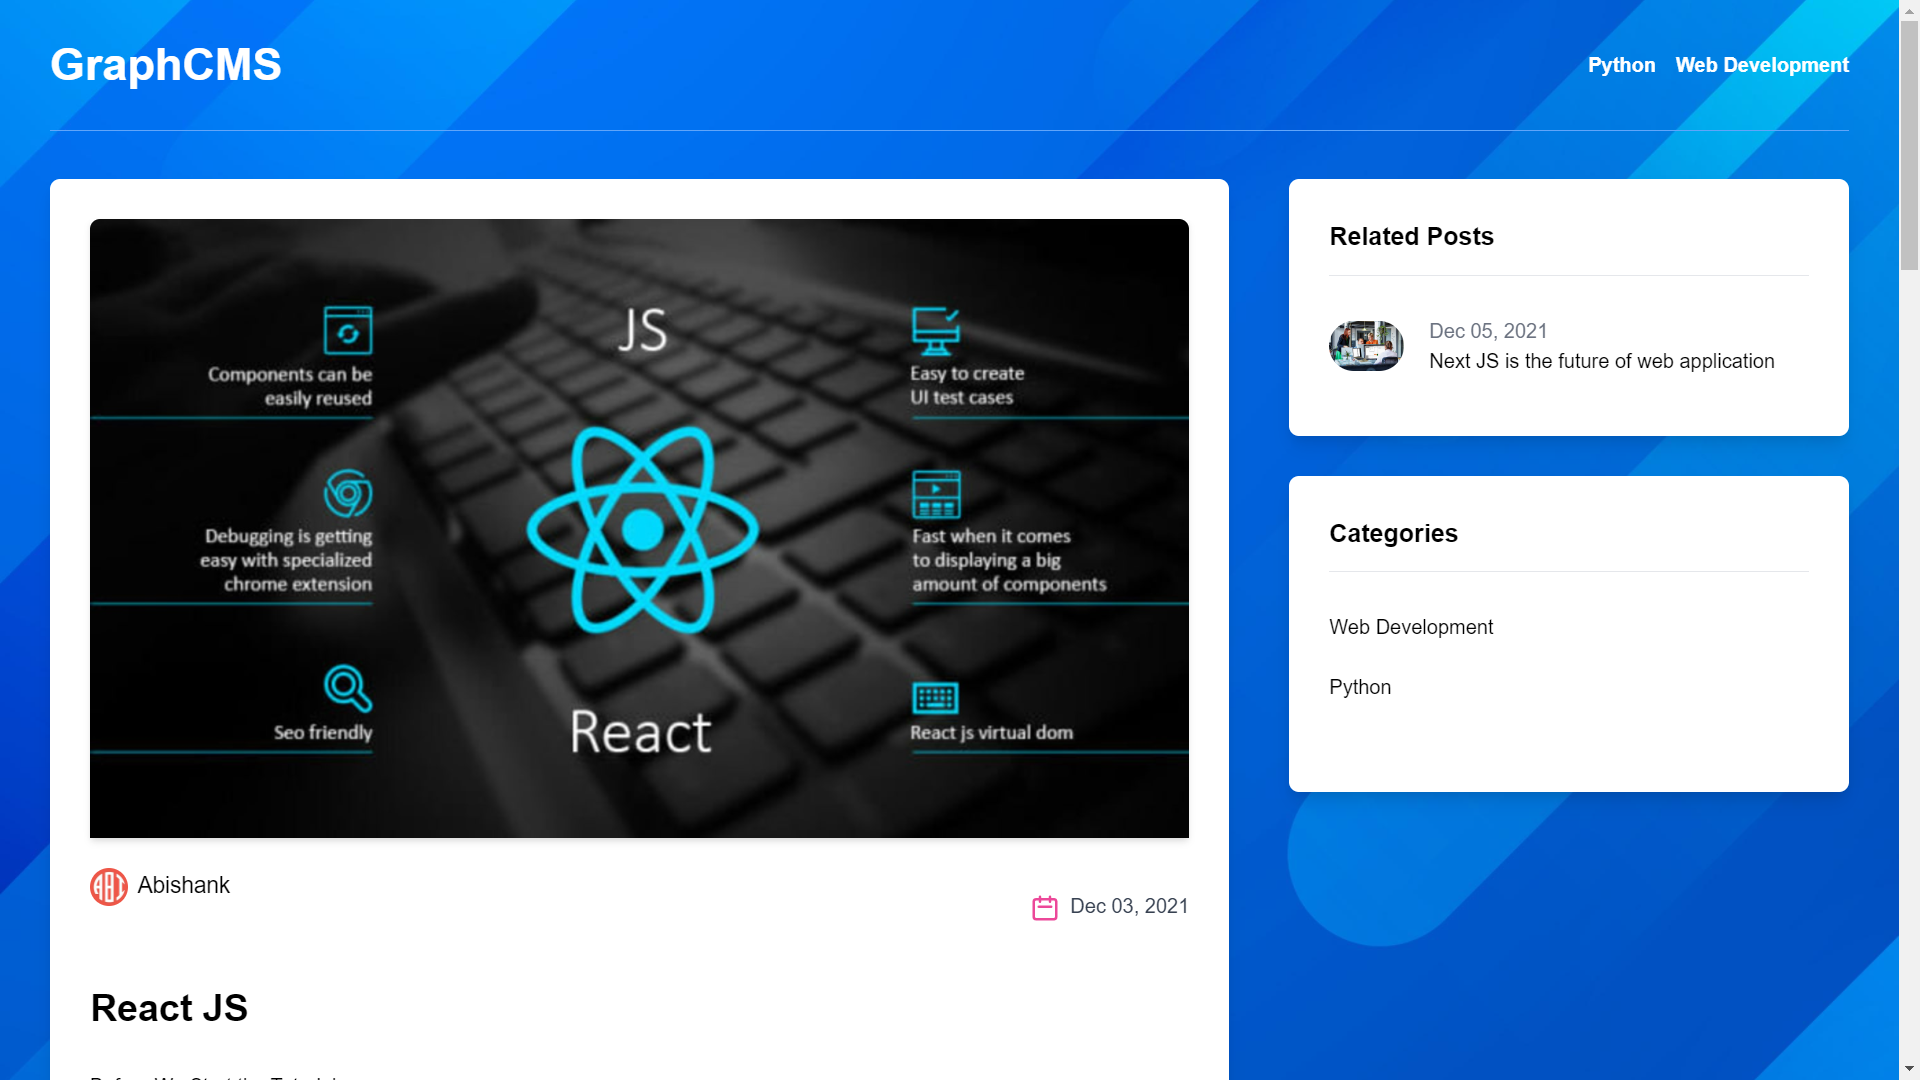 GraphCMS
Python Web Development
JS
Components can be
easily reused
Easy to create
UI test cases
Debugging is getting
easy with specialized
chrome extension
Fast when it comes
to displaying a big
amount of components
Seo friendly
React
React js virtual dom
Abishank
Dec 03, 2021
React JS
Related Posts
Dec 05, 2021
Next JS is the future of web application
Categories
Web Development
Python